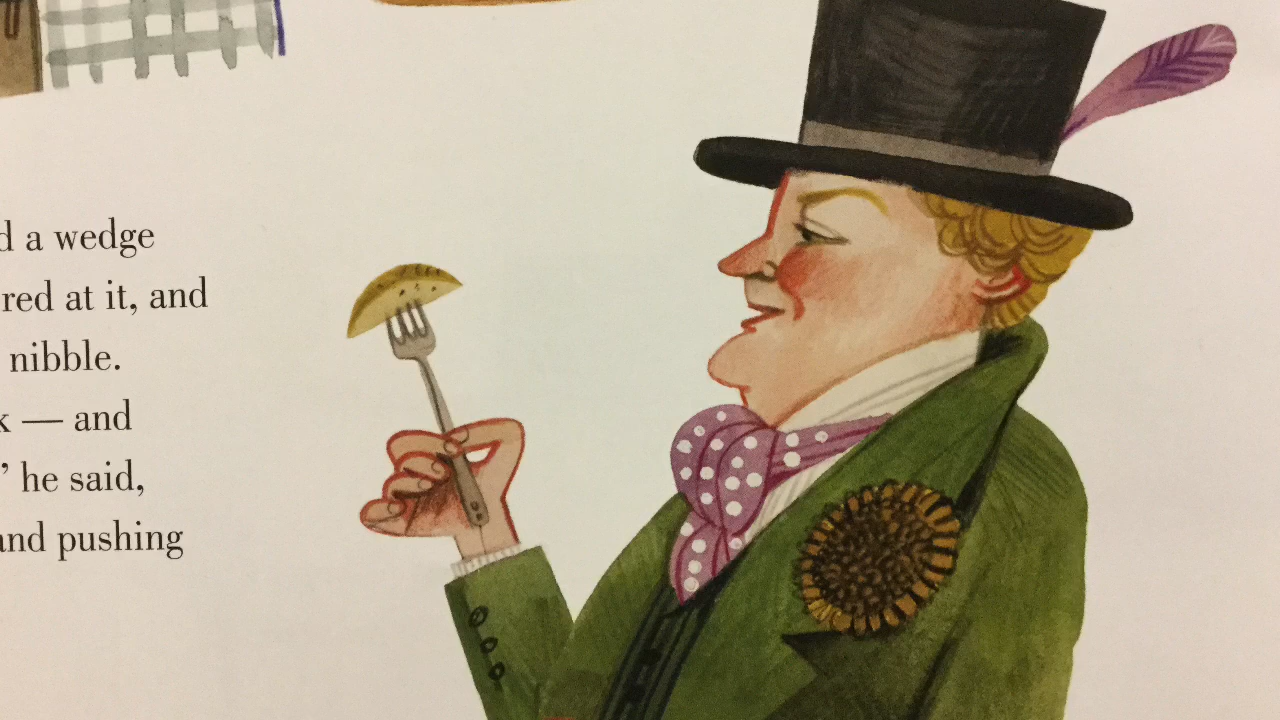 d a wedge
red at it, and
nibble.
k — and
’ he said,
and pushing